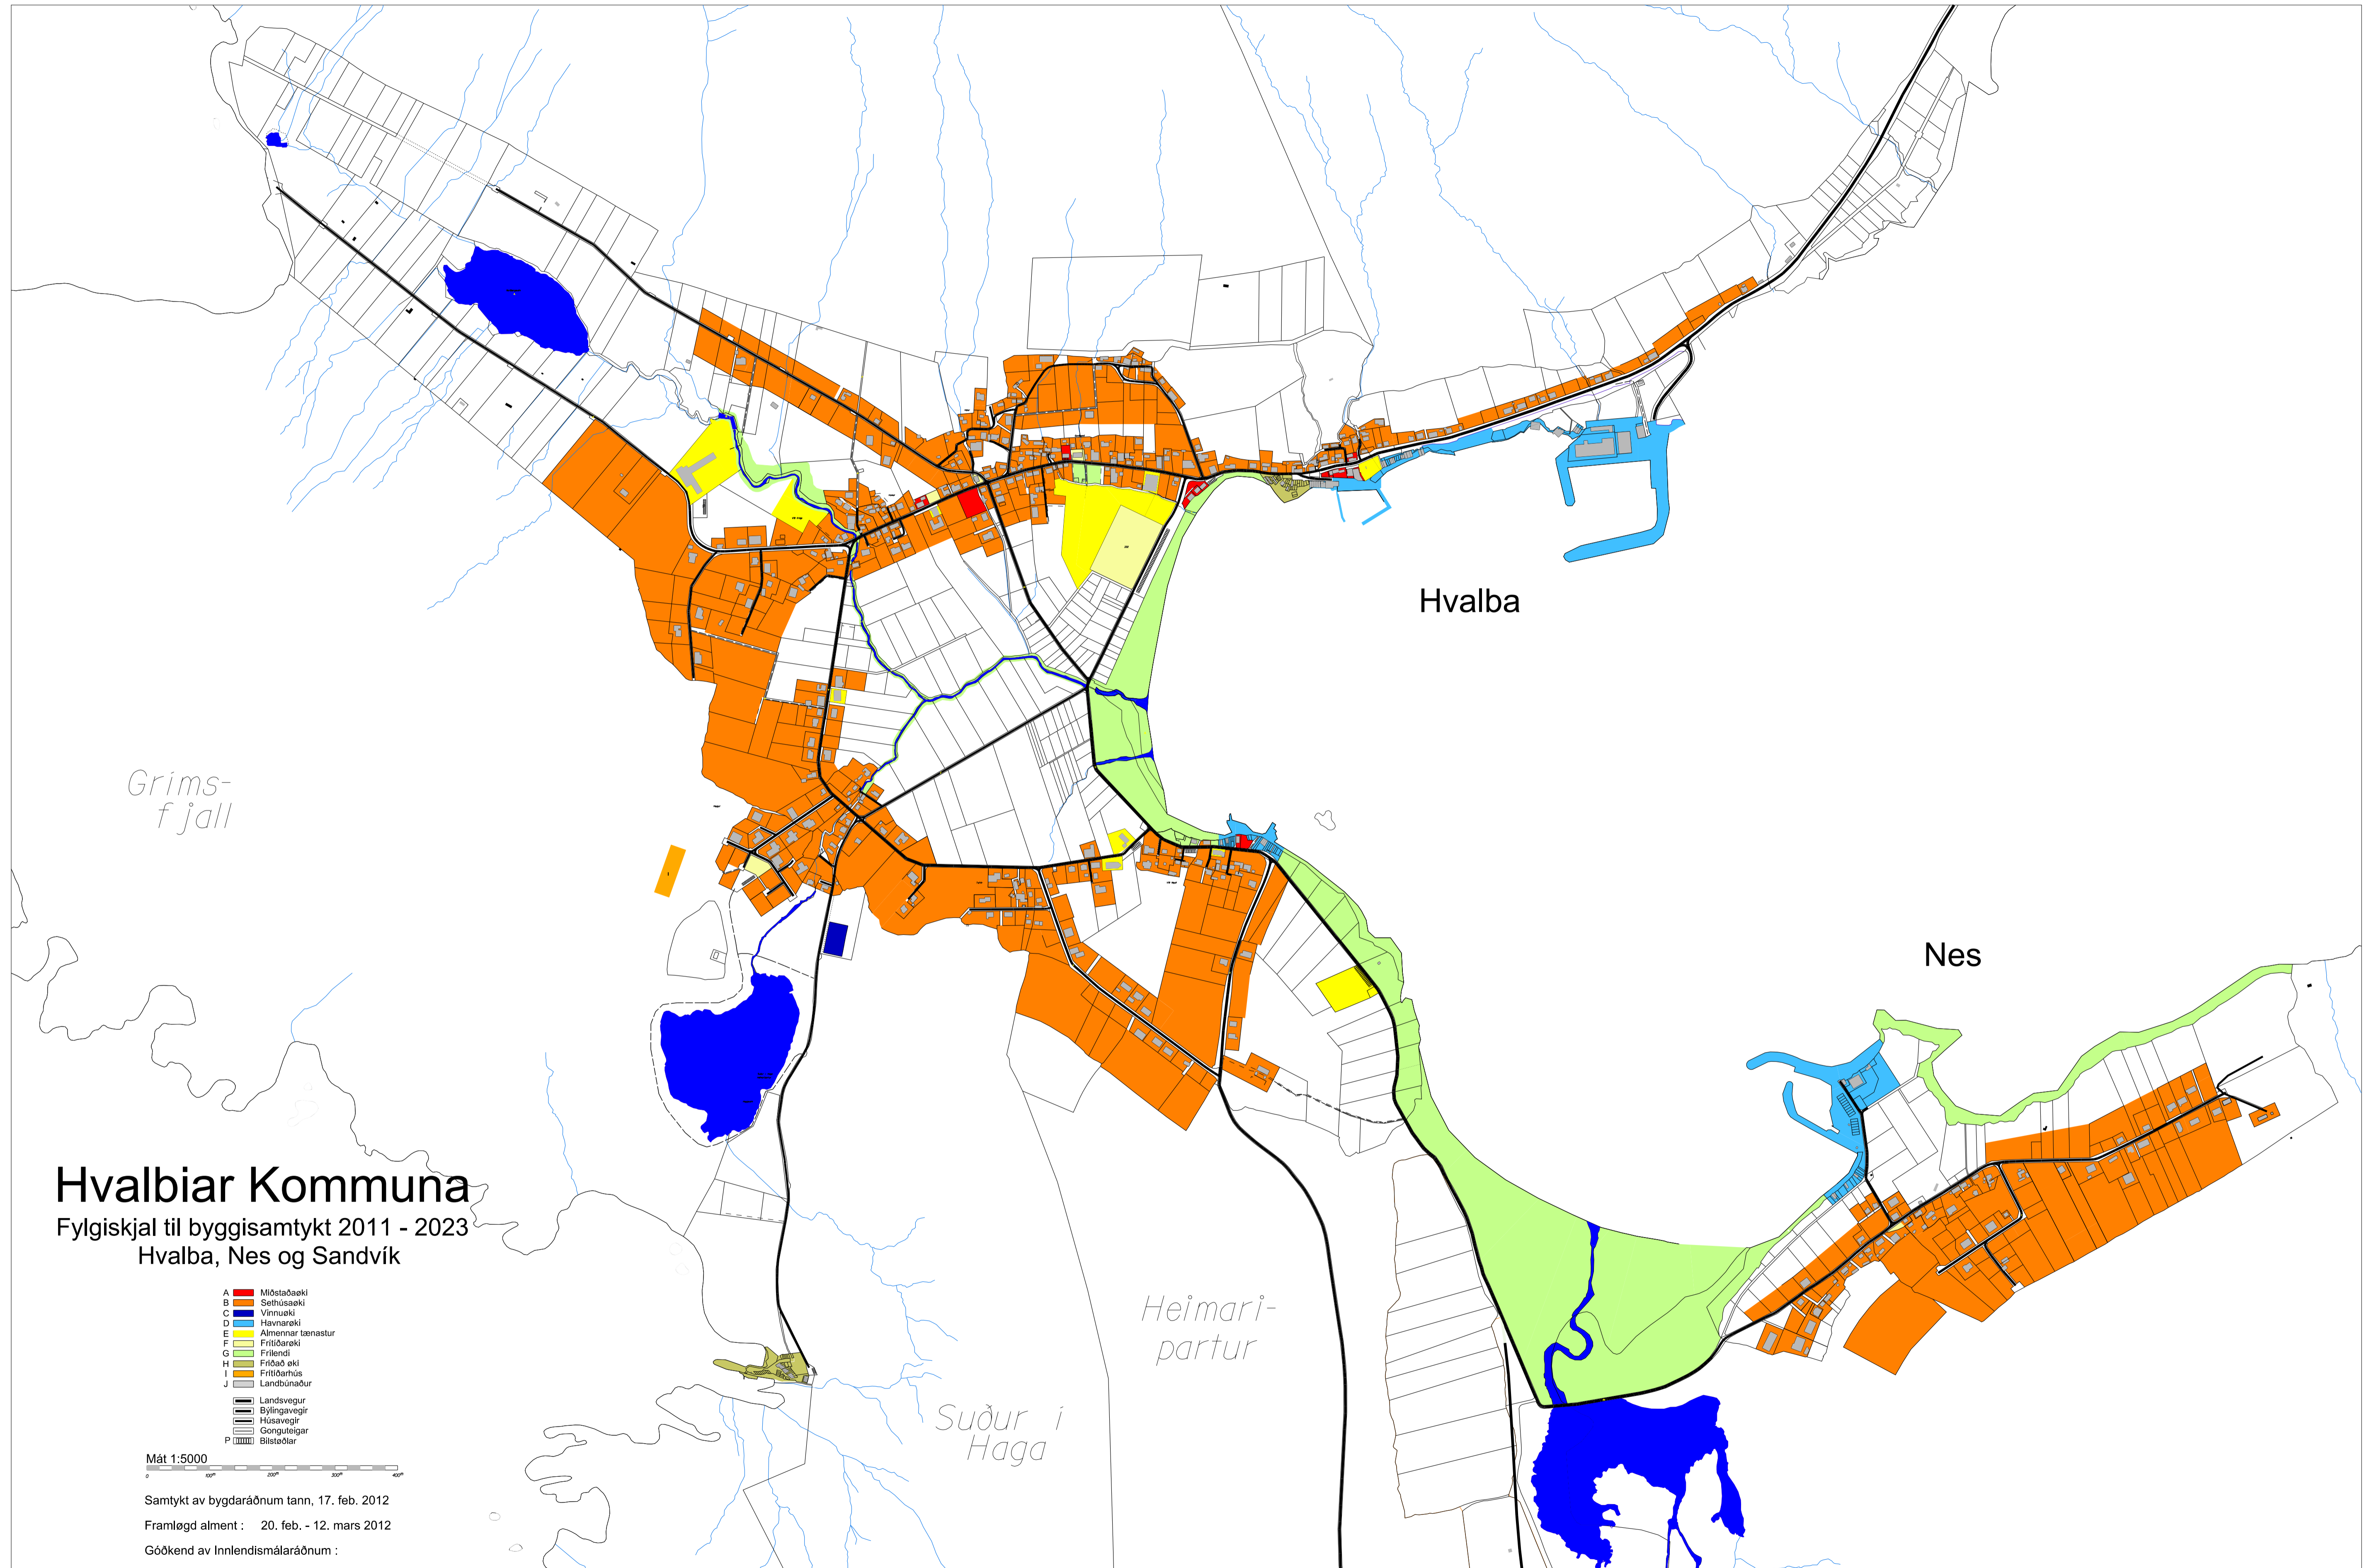 Hvalba
Gríms-
fjall
Nes
Hvalbiar Kommuna
Fylgiskjal til byggisamtykt 2011 - 2023
Hvalba, Nes og Sandvík
A Miðstaðaøki
B Sethúsaøki
C Vinnuøki
D Havnarøki
E Almennar tænastur
F Frítíðarøki
G Frílendi
H Friðað øki
I Frítíðarhús
J Landbúnaður
Landsvegur
Býlingavegir
Húsavegir
Gonguteigar
P Bilstøðlar
Heimari-
partur
Suður í
Haga
Mát 1:5000
0 100m 200m 300m 400m
Samtykt av bygdaráðnum tann, 17. feb. 2012
Framløgd alment : 20. feb. - 12. mars 2012
Góðkend av Innlendismálaráðnum :